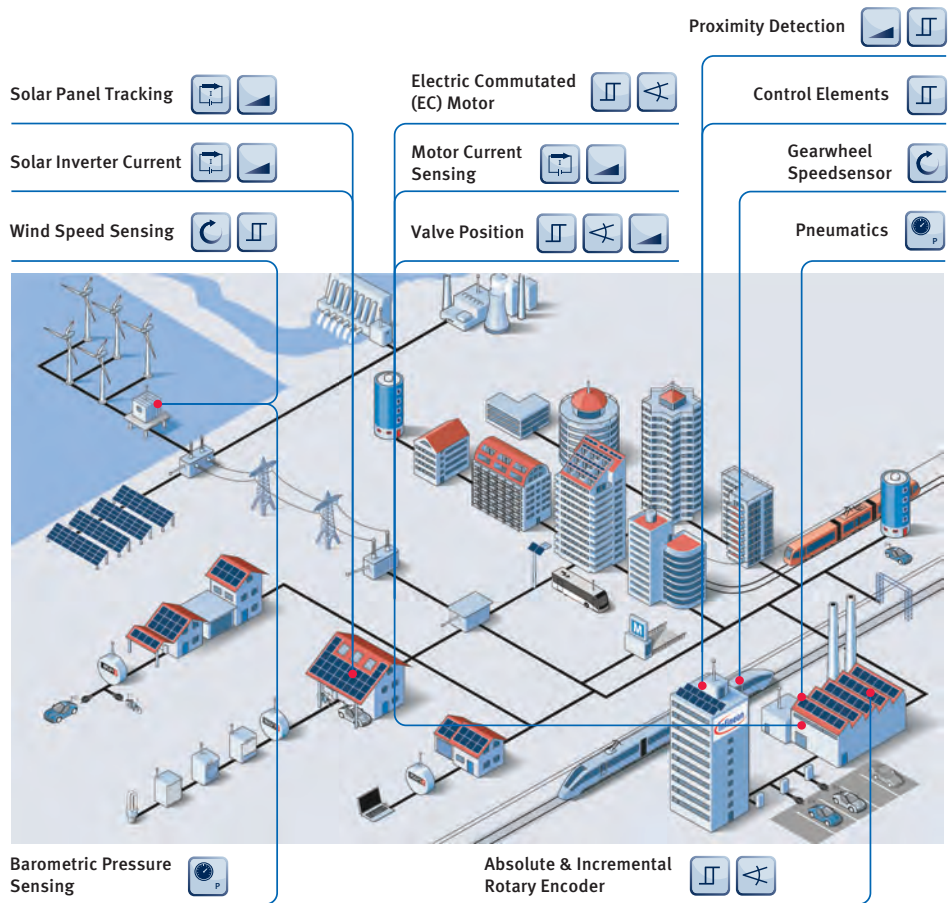 Proximity Detection
Solar Panel Tracking
Electric Commutated
(EC) Motor
Control Elements
Solar Inverter Current
Motor Current
Sensing
Gearwheel
Speedsensor
Wind Speed Sensing
Valve Position
Pneumatics
P
M
Infineon
Barometric Pressure
Sensing
P
Absolute & Incremental
Rotary Encoder